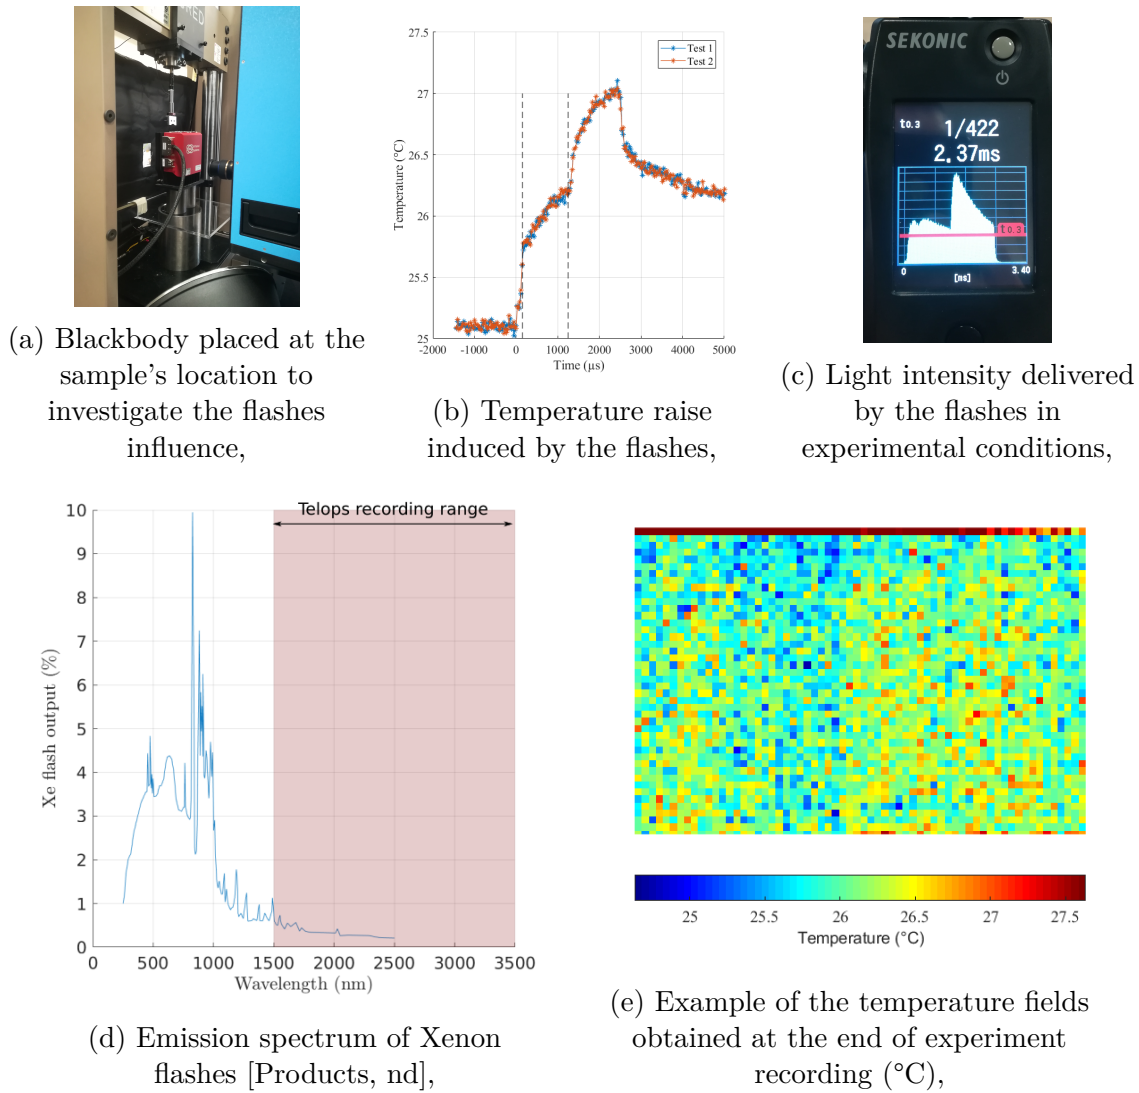 RED
27.5
27
26.5
26
25.5
25
Temperature (°C)
Test 1
Test 2
-2000 -1000 0 1000 2000 3000 4000 5000
Time (µs)
SEKONIC
t0.3 1/422
2.37ms
t0.3
0 [ms] 3.40
(a) Blackbody placed at the
sample's location to
investigate the flashes
influence,
(b) Temperature raise
induced by the flashes,
(c) Light intensity delivered
by the flashes in
experimental conditions,
Telops recording range
10
9
8
7
6
5
4
3
2
1
0
Xe flash output (%)
0 500 1000 1500 2000 2500 3000 3500
Wavelength (nm)
25 25.5 26 26.5 27 27.5
Temperature (°C)
(d) Emission spectrum of Xenon
flashes [Products, nd],
(e) Example of the temperature fields
obtained at the end of experiment
recording (°C),